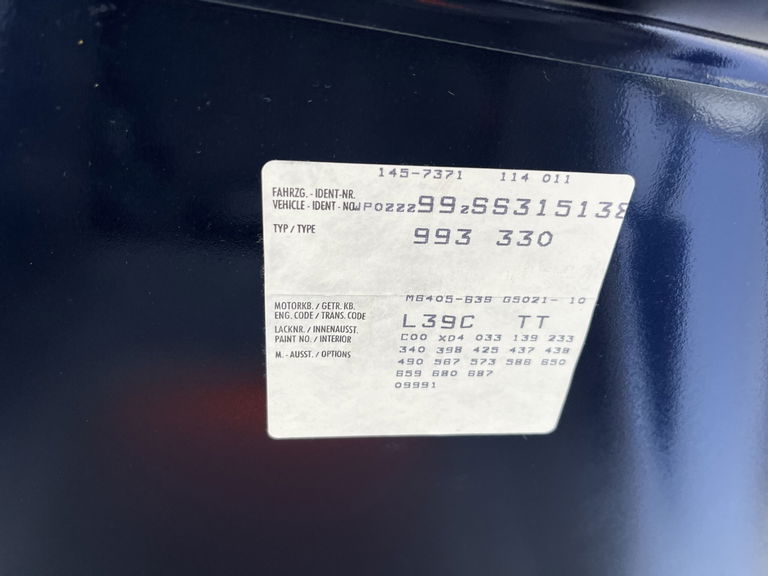 145-7371 114 011
FAHRZG. - IDENT-NR.
VEHICLE - IDENT - NO. WP0ZZZ99ZSS315138
TYP / TYPE 993 330
M6405-63S G5021- 10
MOTORKB. / GETR. KB.
ENG. CODE / TRANS. CODE
L39C TT
LACKNR. / INNENAUSST.
PAINT NO. / INTERIOR
C00 XD4 033 139 233
M. - AUSST. / OPTIONS
340 398 425 437 438
490 567 573 586 650
659 680 687
09991